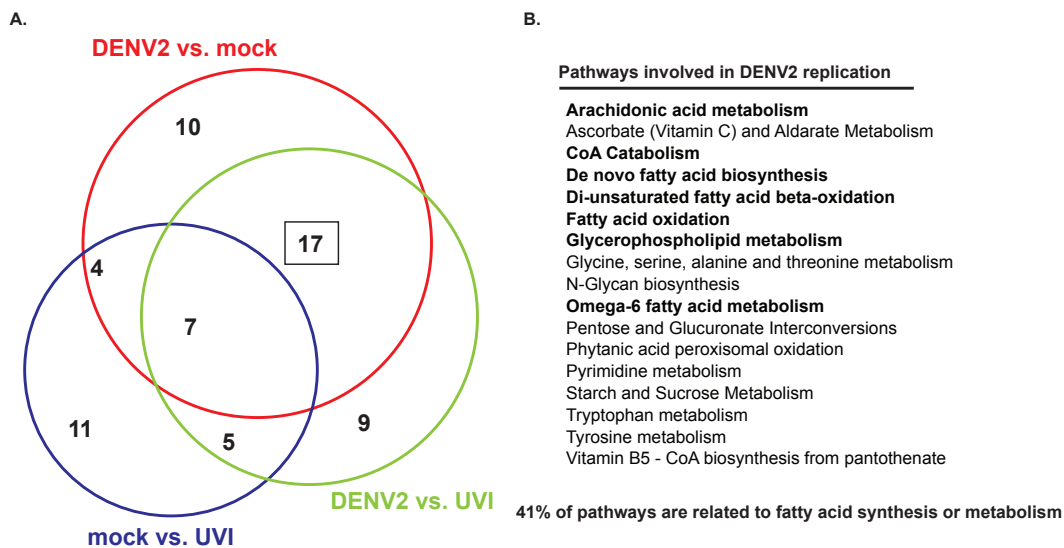 A.
DENV2 vs. mock
10
17
4
7
11
5
9
DENV2 vs. UVI
mock vs. UVI
B.
Pathways involved in DENV2 replication
Arachidonic acid metabolism
Ascorbate (Vitamin C) and Aldarate Metabolism
CoA Catabolism
De novo fatty acid biosynthesis
Di-unsaturated fatty acid beta-oxidation
Fatty acid oxidation
Glycerophospholipid metabolism
Glycine, serine, alanine and threonine metabolism
N-Glycan biosynthesis
Omega-6 fatty acid metabolism
Pentose and Glucuronate Interconversions
Phytanic acid peroxisomal oxidation
Pyrimidine metabolism
Starch and Sucrose Metabolism
Tryptophan metabolism
Tyrosine metabolism
Vitamin B5 - CoA biosynthesis from pantothenate
41% of pathways are related to fatty acid synthesis or metabolism